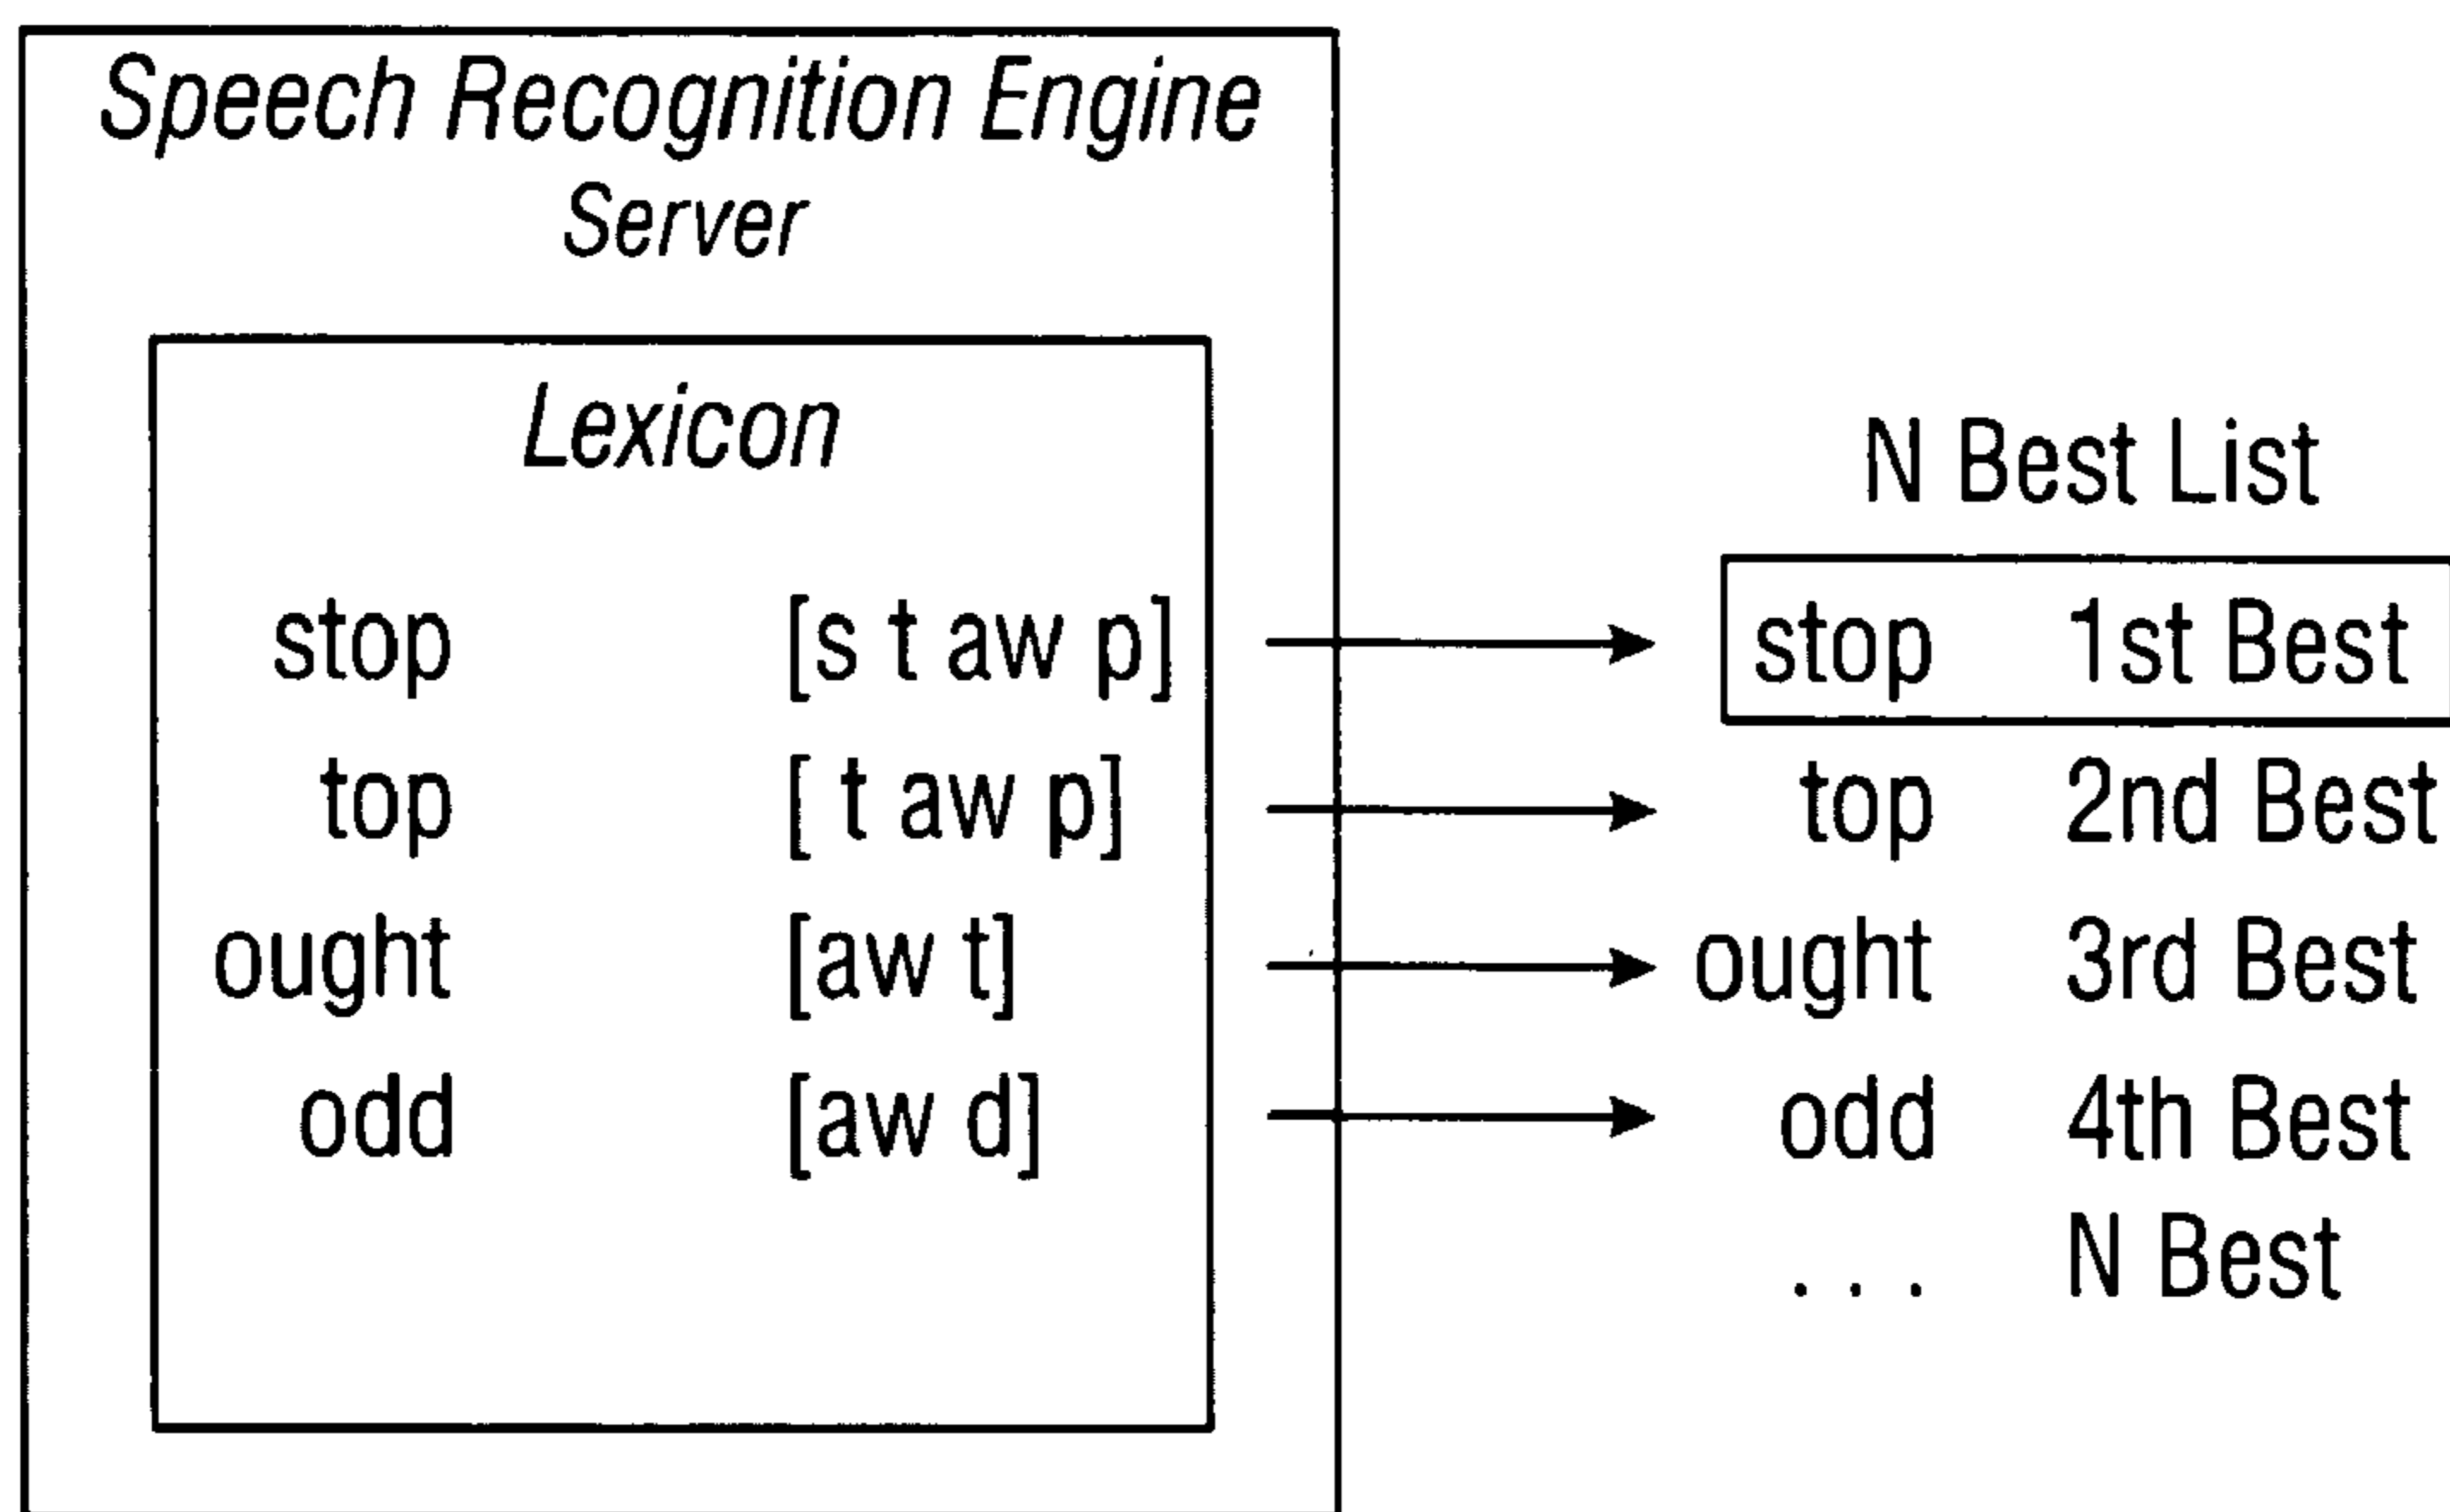 Speech Recognition Engine
Server
Lexicon
N Best List
stop [s t aw p] stop 1st Best
top [ t aw p] top 2nd Best
ought [aw t] ought 3rd Best
odd [aw d] odd 4th Best
. . . N Best